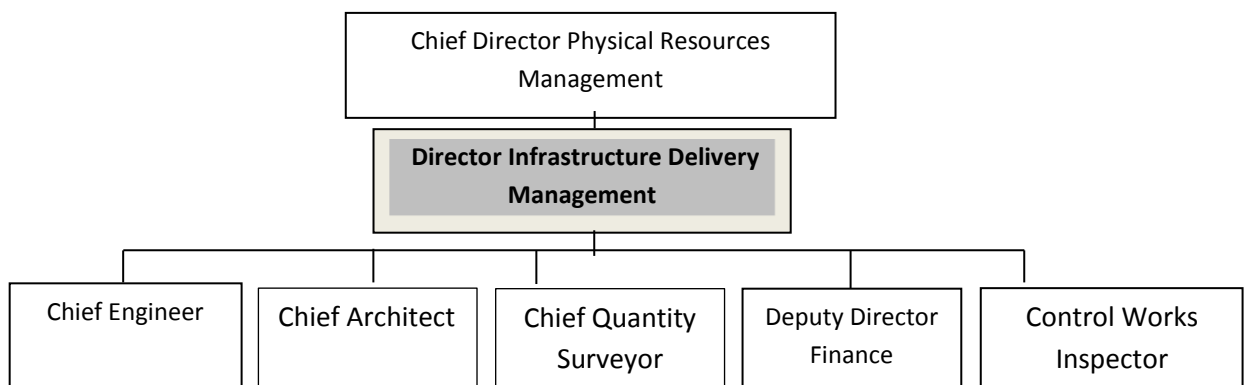 Chief Director Physical Resources
Management
Director Infrastructure Delivery
Management
Chief Engineer
Chief Architect
Chief Quantity
Surveyor
Deputy Director
Finance
Control Works
Inspector